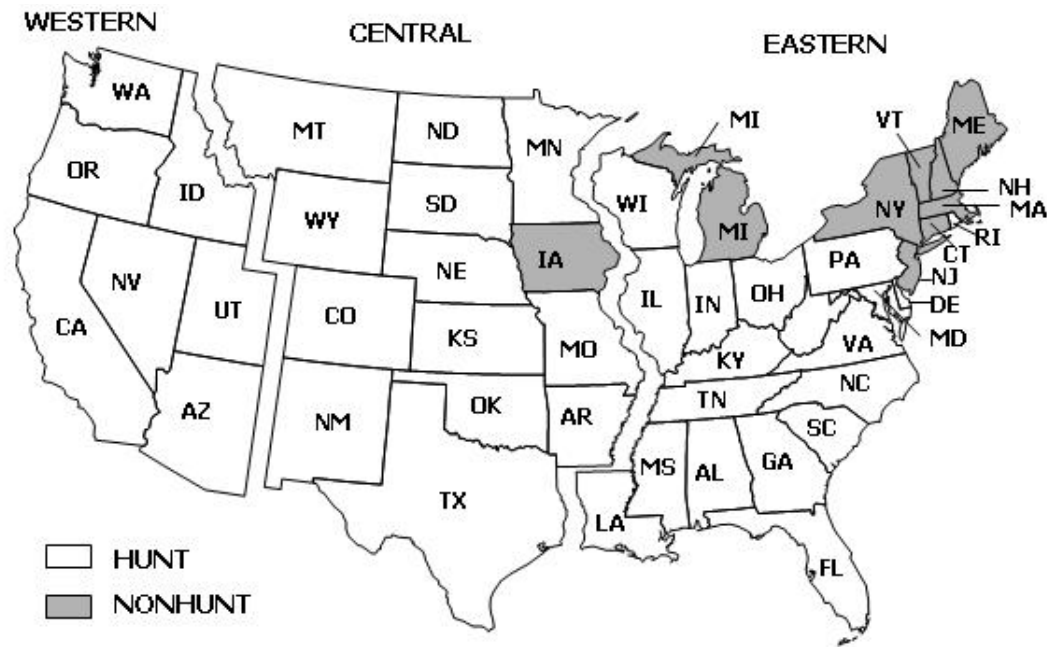 WESTERN
CENTRAL
EASTERN
WA
MT
ND
MN
MI
VT
ME
OR
ID
SD
WI
NH
MA
WY
NY
MI
RI
CT
NV
NE
IA
PA
NJ
UT
IL
IN
OH
DE
CA
CO
KS
MO
MD
VA
KY
AZ
NM
OK
AR
TN
NC
SC
MS
AL
GA
TX
LA
FL
HUNT
NONHUNT